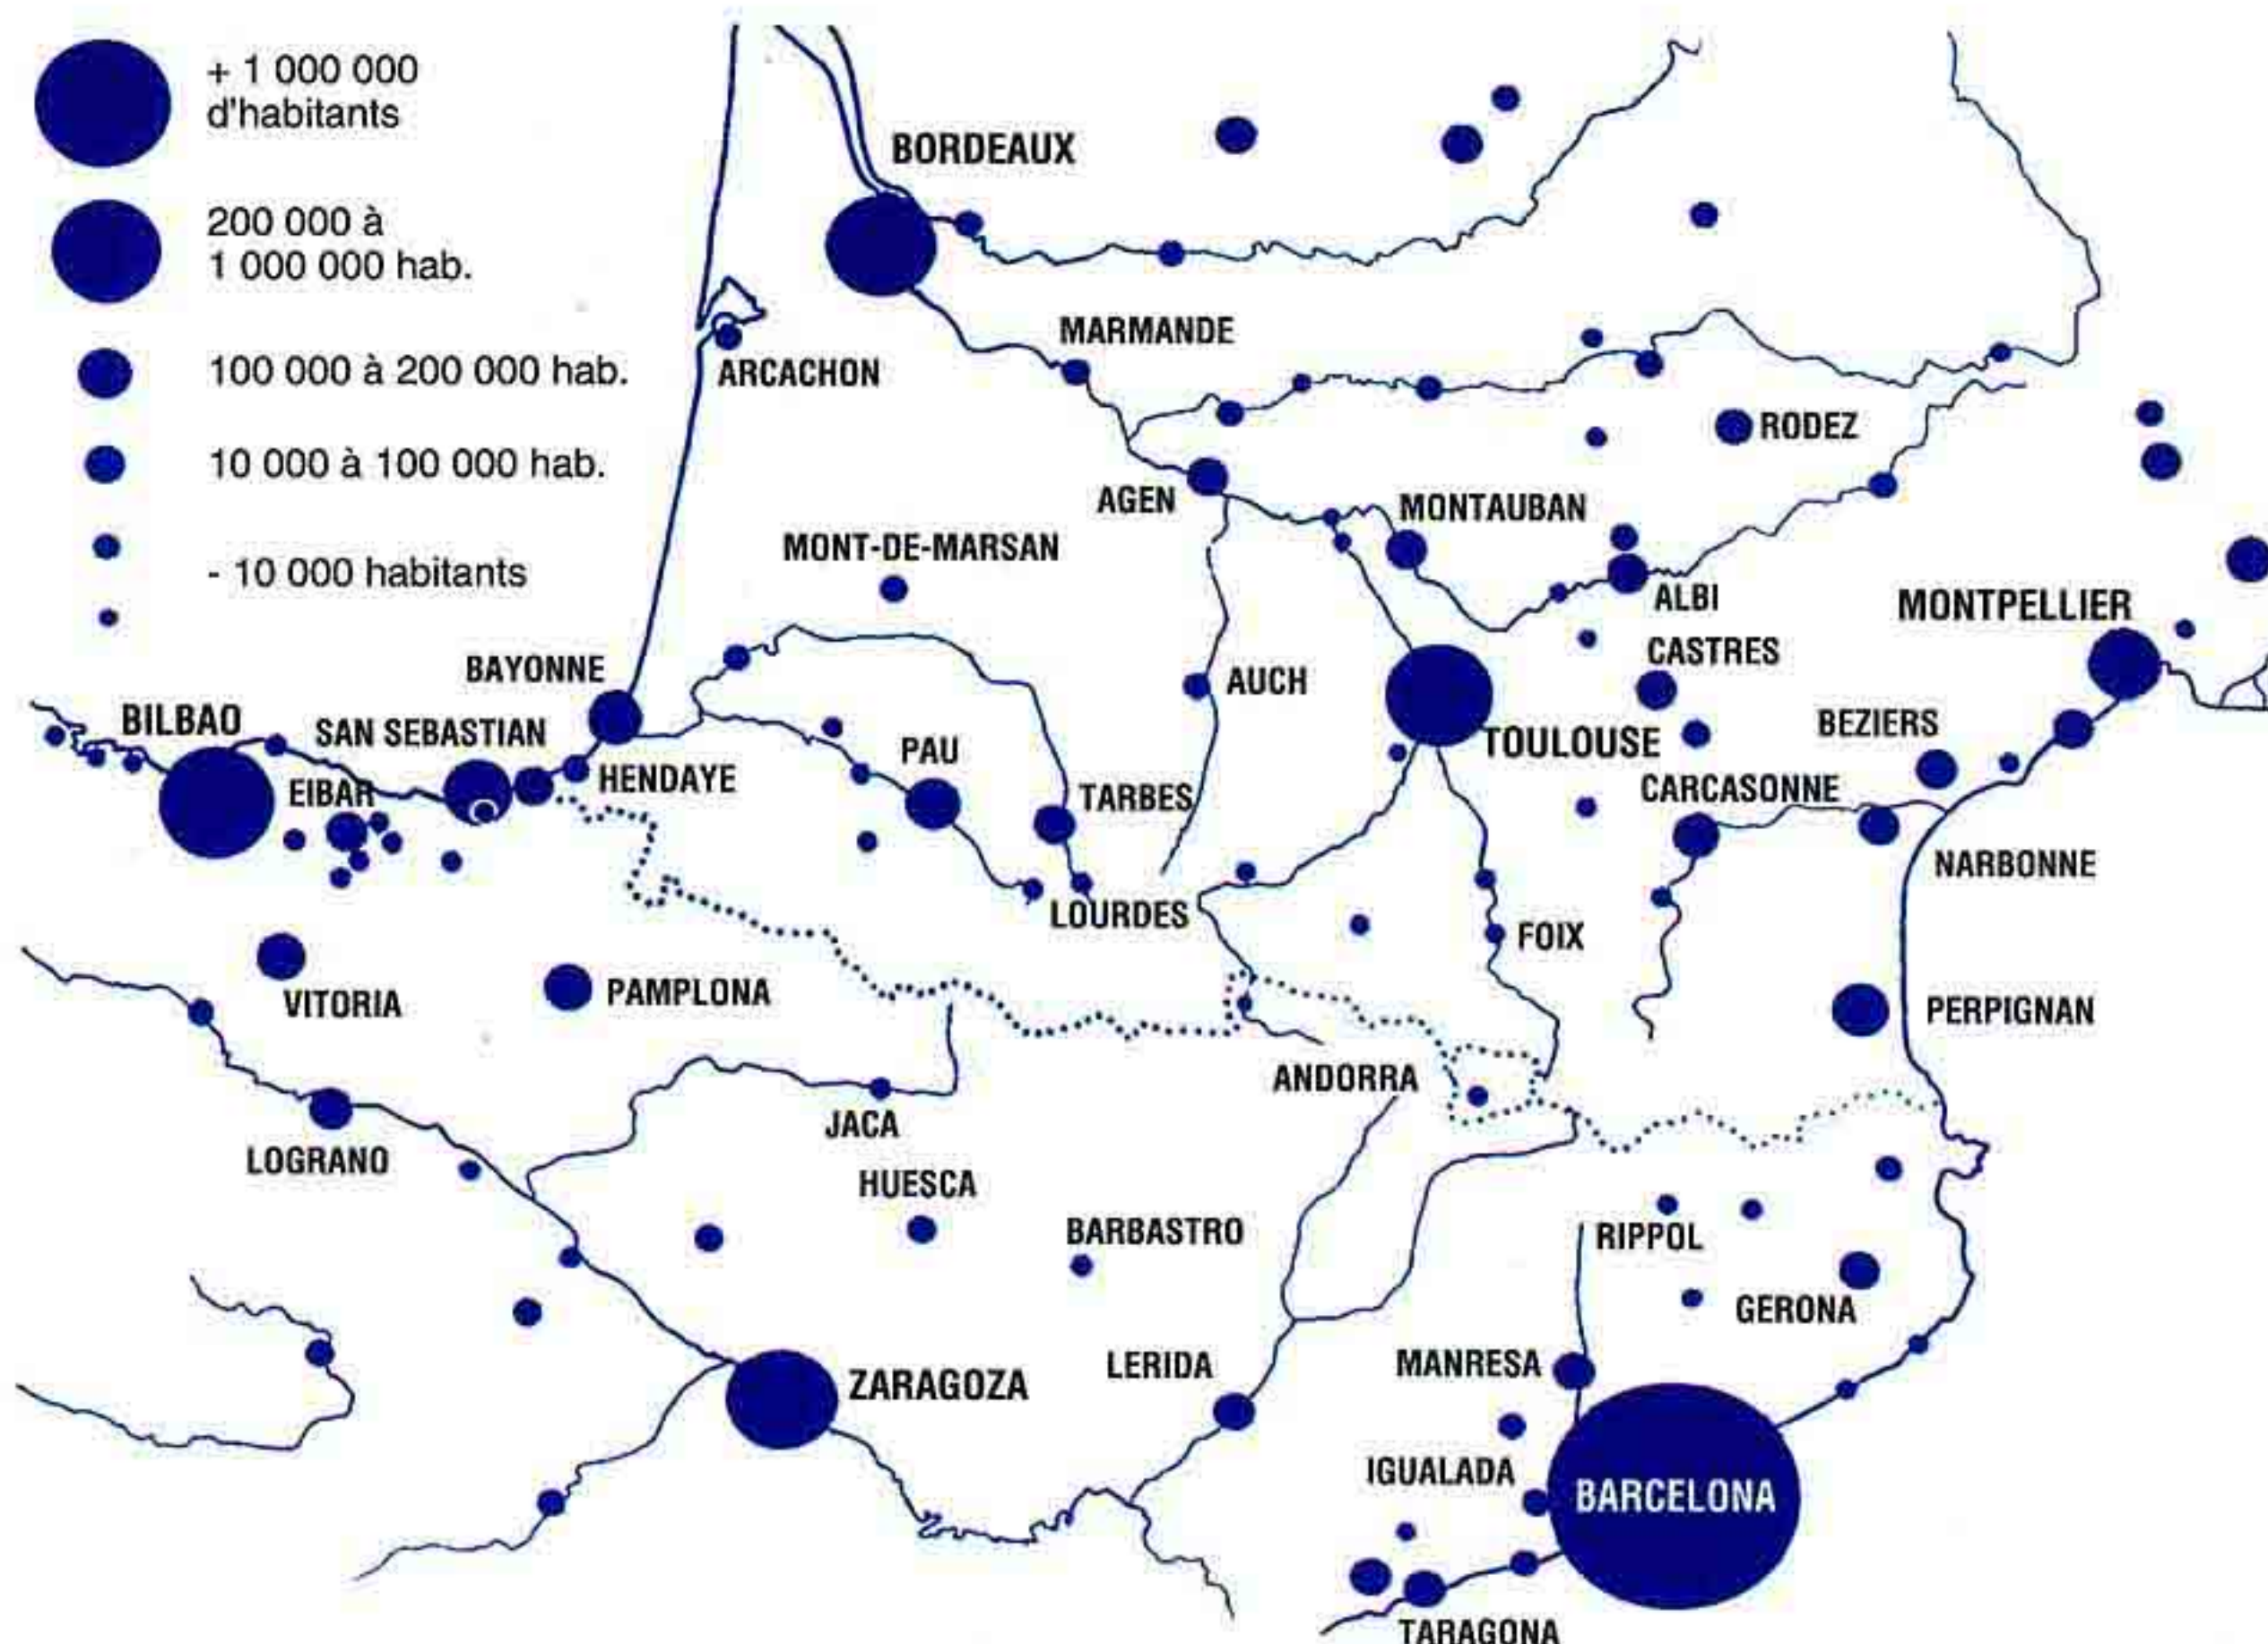 + 1 000 000
d'habitants
200 000 à
1 000 000 hab.
100 000 à 200 000 hab.
10 000 à 100 000 hab.
- 10 000 habitants
BORDEAUX
MARMANDE
ARCACHON
RODEZ
AGEN
MONTAUBAN
MONT-DE-MARSAN
ALBI
MONTPELLIER
BAYONNE
CASTRES
AUCH
BILBAO
SAN SEBASTIAN
PAU
TOULOUSE
BEZIERS
HENDAYE
EIBAR
TARBES
CARCASONNE
NARBONNE
LOURDES
FOIX
VITORIA
PAMPLONA
PERPIGNAN
ANDORRA
JACA
LOGRANO
HUESCA
BARBASTRO
RIPPOL
GERONA
LERIDA
MANRESA
ZARAGOZA
IGUALADA
BARCELONA
TARAGONA